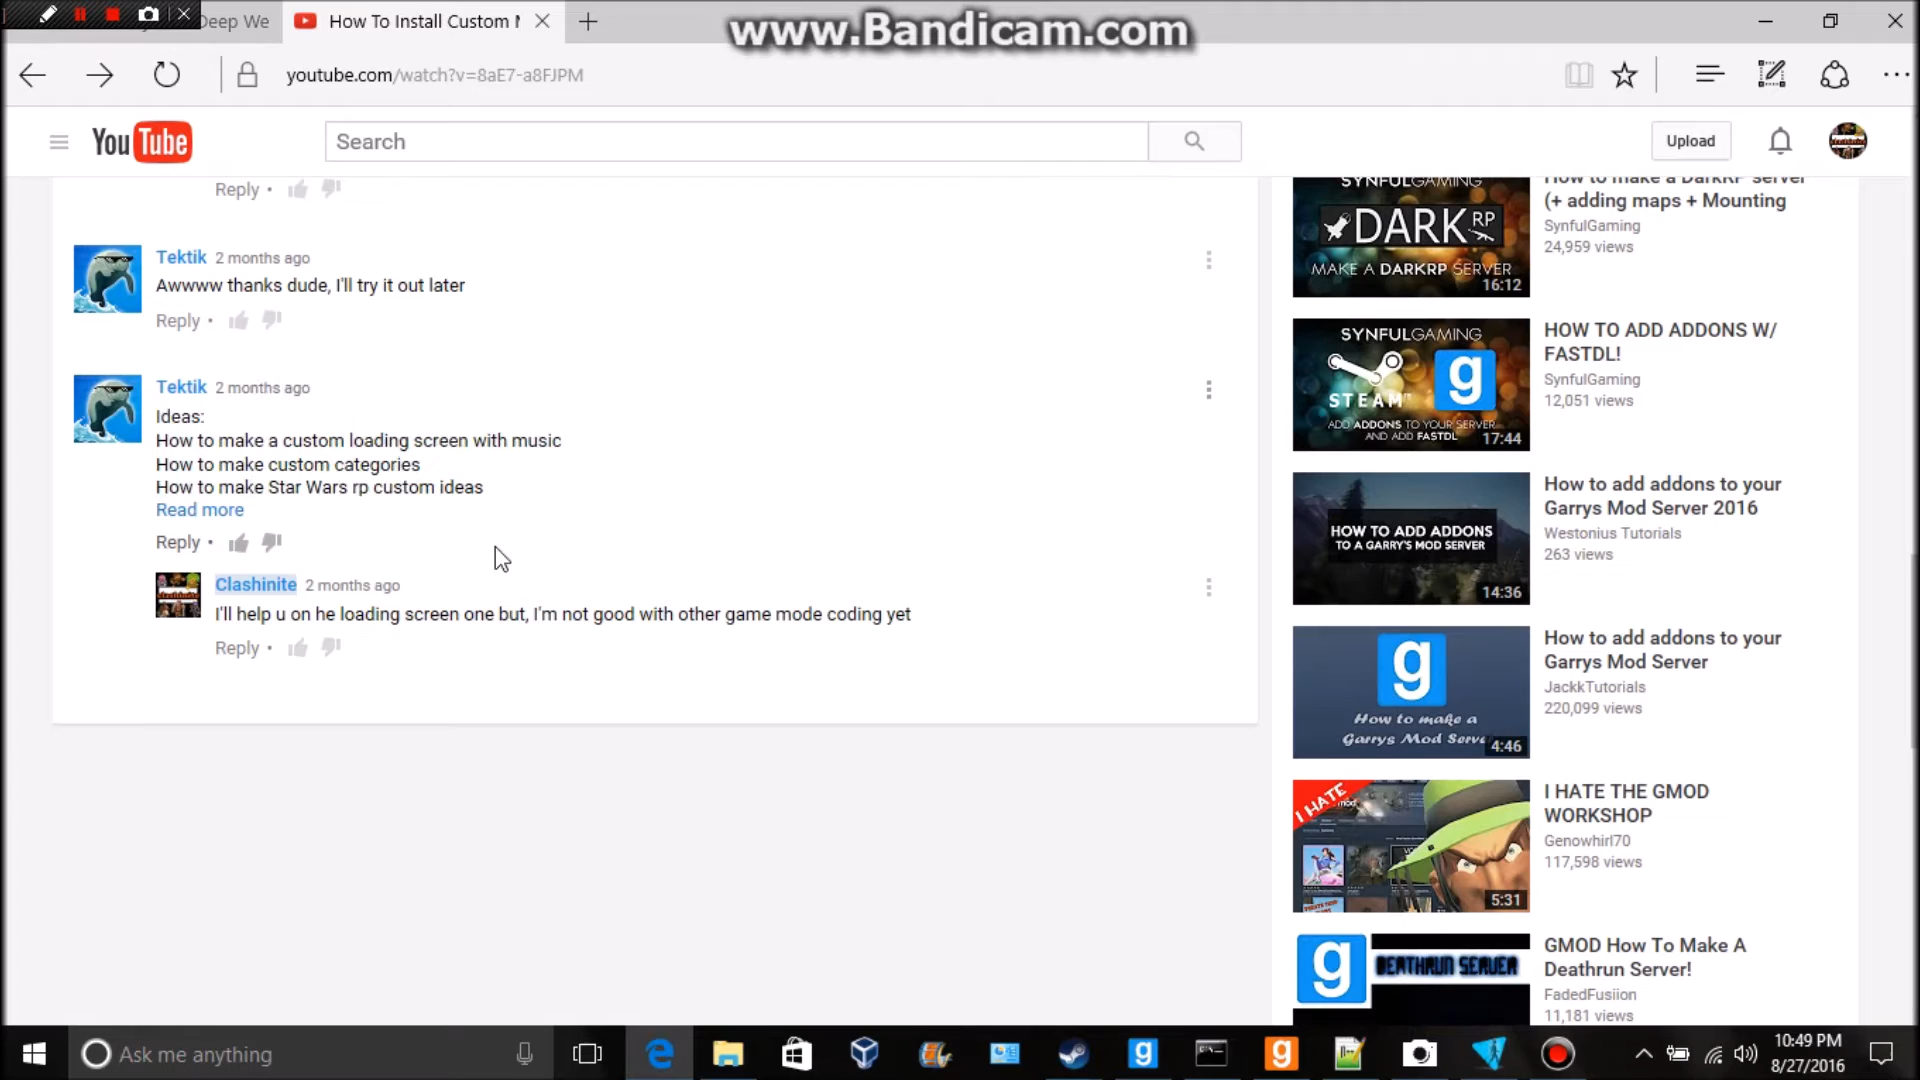 Deep We
How To Install Custom M
www.Bandicam.com
youtube.com/watch?v=8aE7-a8FJPM
YouTube
Search
Upload
Reply •
Tektik 2 months ago
Awwww thanks dude, I'll try it out later
Reply •
Tektik 2 months ago
Ideas:
How to make a custom loading screen with music
How to make custom categories
How to make Star Wars rp custom ideas
Read more
Reply •
Clashinite 2 months ago
I'll help u on he loading screen one but, I'm not good with other game mode coding yet
Reply •
SYNFULGAMING
DARK RP
MAKE A DARKRP SERVER
16:12
How to make a DarkRP server
(+ adding maps + Mounting
SynfulGaming
24,959 views
SYNFULGAMING
STEAM
g
ADD ADDONS TO YOUR SERVER
AND ADD FASTDL
17:44
HOW TO ADD ADDONS W/
FASTDL!
SynfulGaming
12,051 views
HOW TO ADD ADDONS
TO A GARRY'S MOD SERVER
14:36
How to add addons to your
Garrys Mod Server 2016
Westonius Tutorials
263 views
g
How to make a
Garrys Mod Serve
4:46
How to add addons to your
Garrys Mod Server
JackkTutorials
220,099 views
I HATE
5:31
I HATE THE GMOD
WORKSHOP
Genowhirl70
117,598 views
g
DEATHRUN SERVER
GMOD How To Make A
Deathrun Server!
FadedFusiion
11,181 views
Ask me anything
g
g
10:49 PM
8/27/2016